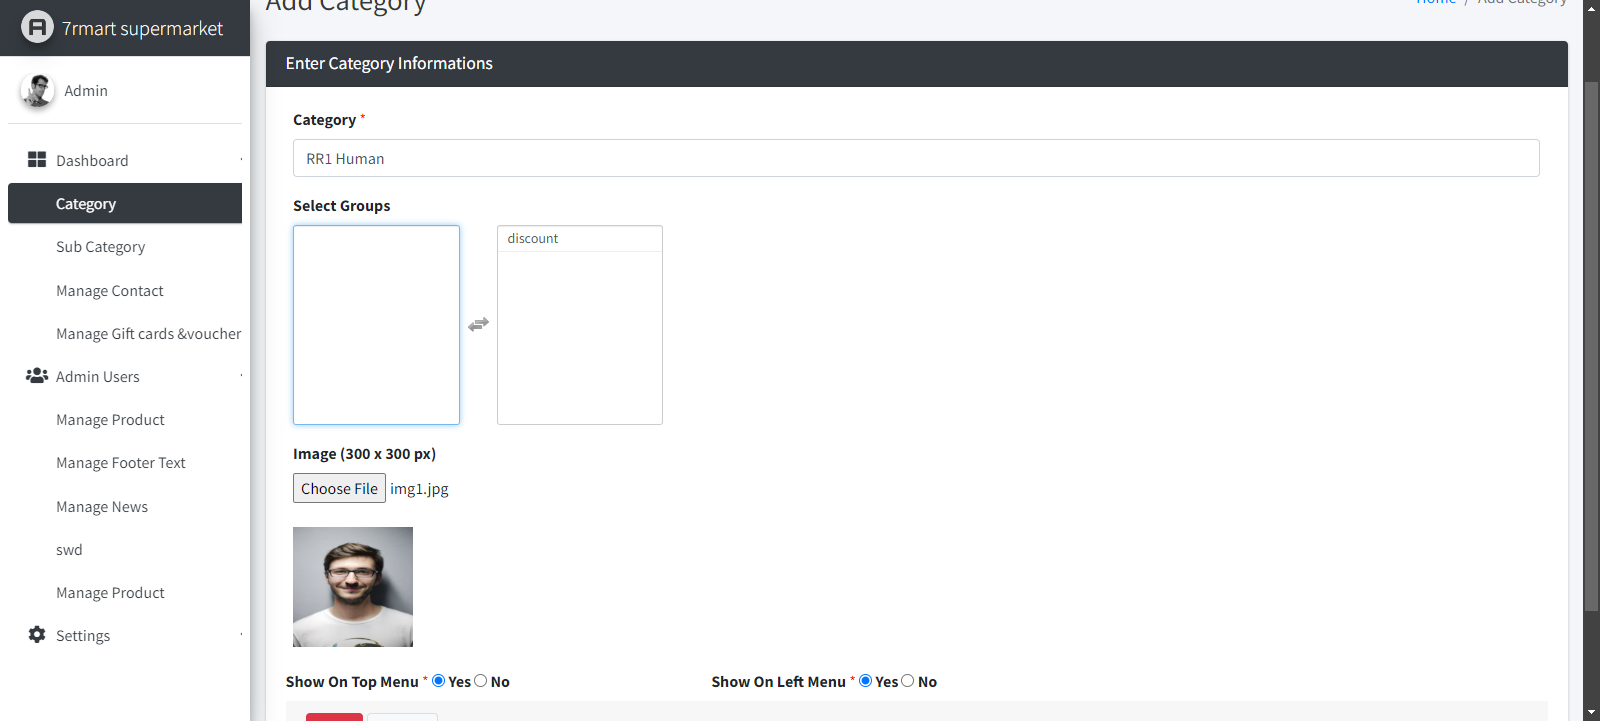 7rmart supermarket
Admin
Dashboard
Category
Sub Category
Manage Contact
Manage Gift cards &voucher
Admin Users
Manage Product
Manage Footer Text
Manage News
swd
Manage Product
Settings
Add Category
Home / Add Category
Enter Category Informations
Category *
RR1 Human
Select Groups
discount
Image (300 x 300 px)
Choose File img1.jpg
Show On Top Menu * Yes No
Show On Left Menu * Yes No